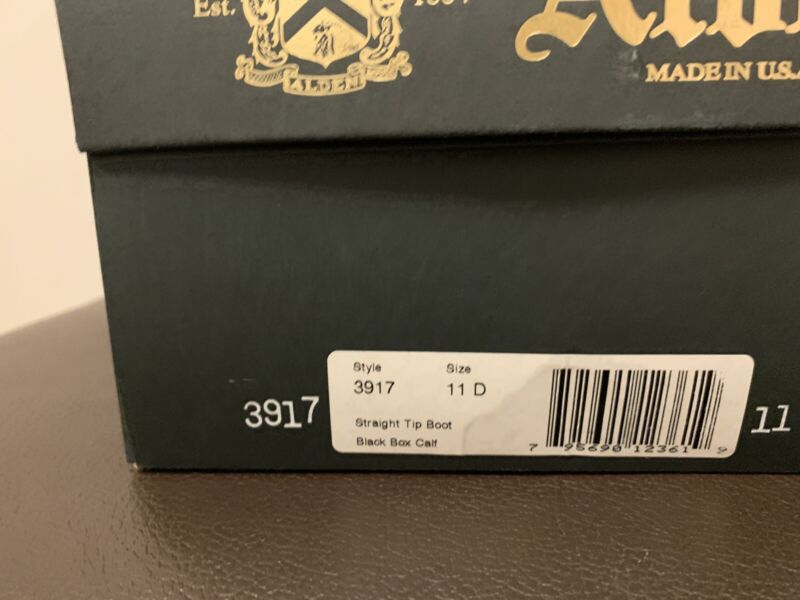 Est.
ALDEN
MADE IN U.S.A
3917
Style Size
3917 11 D
Straight Tip Boot
Black Box Calf
7 95690 12361 9
11